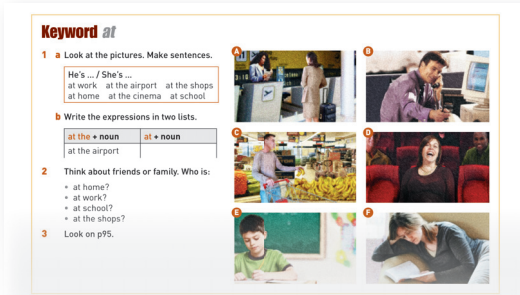 Keyword at
1 a Look at the pictures. Make sentences.
He's ... / She's ...
at work at the airport at the shops
at home at the cinema at school
b Write the expressions in two lists.
at the + noun at + noun
at the airport
2 Think about friends or family. Who is:
• at home?
• at work?
• at school?
• at the shops?
3 Look on p95.
A
B
C
D
E
F